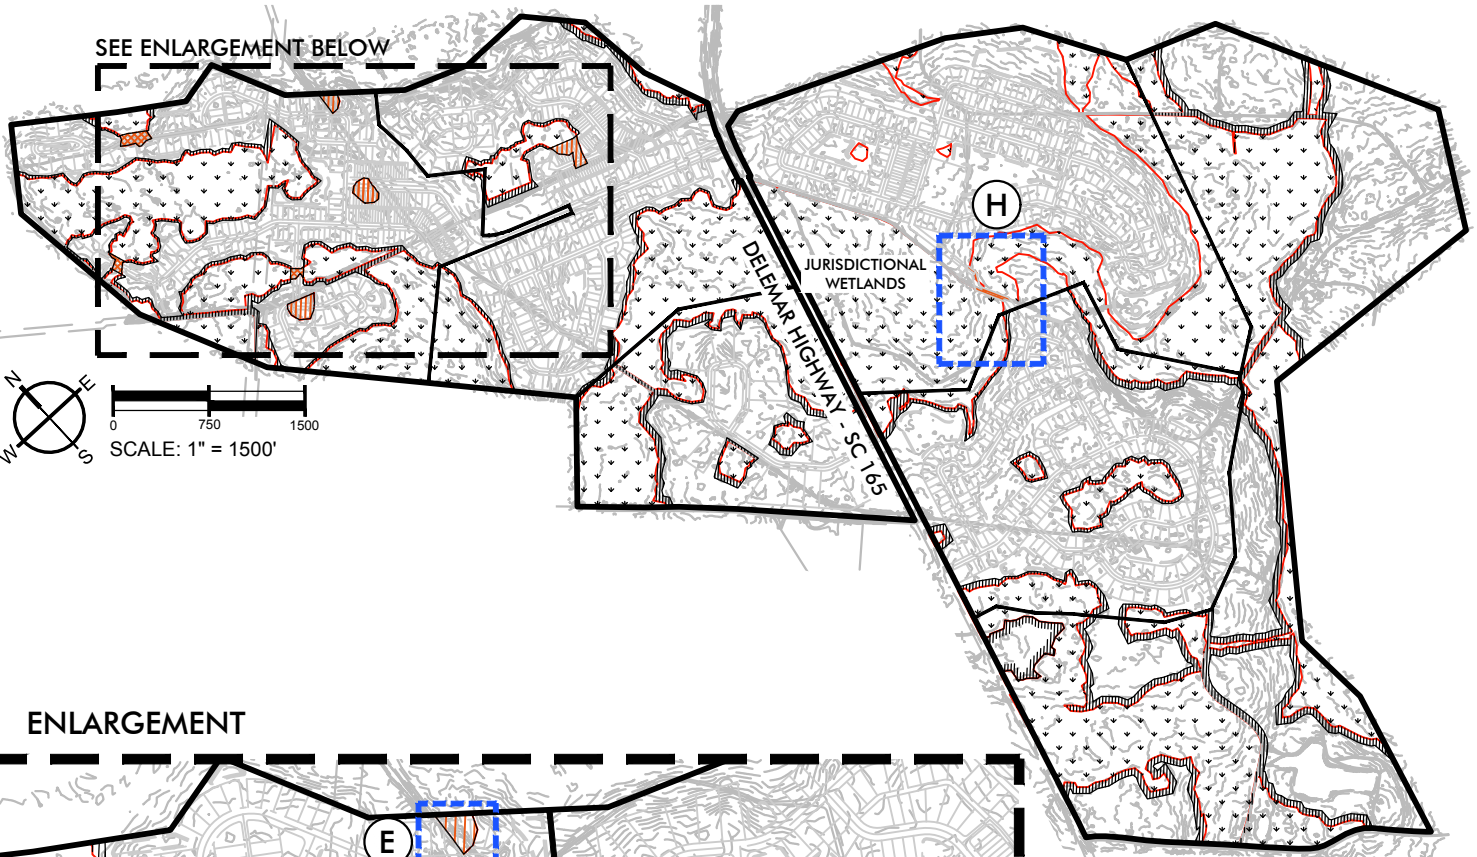 SEE ENLARGEMENT BELOW
H
JURISDICTIONAL
WETLANDS
DELEMAR HIGHWAY - SC 165
N
E
W
S
0 750 1500
SCALE: 1" = 1500'
ENLARGEMENT
E